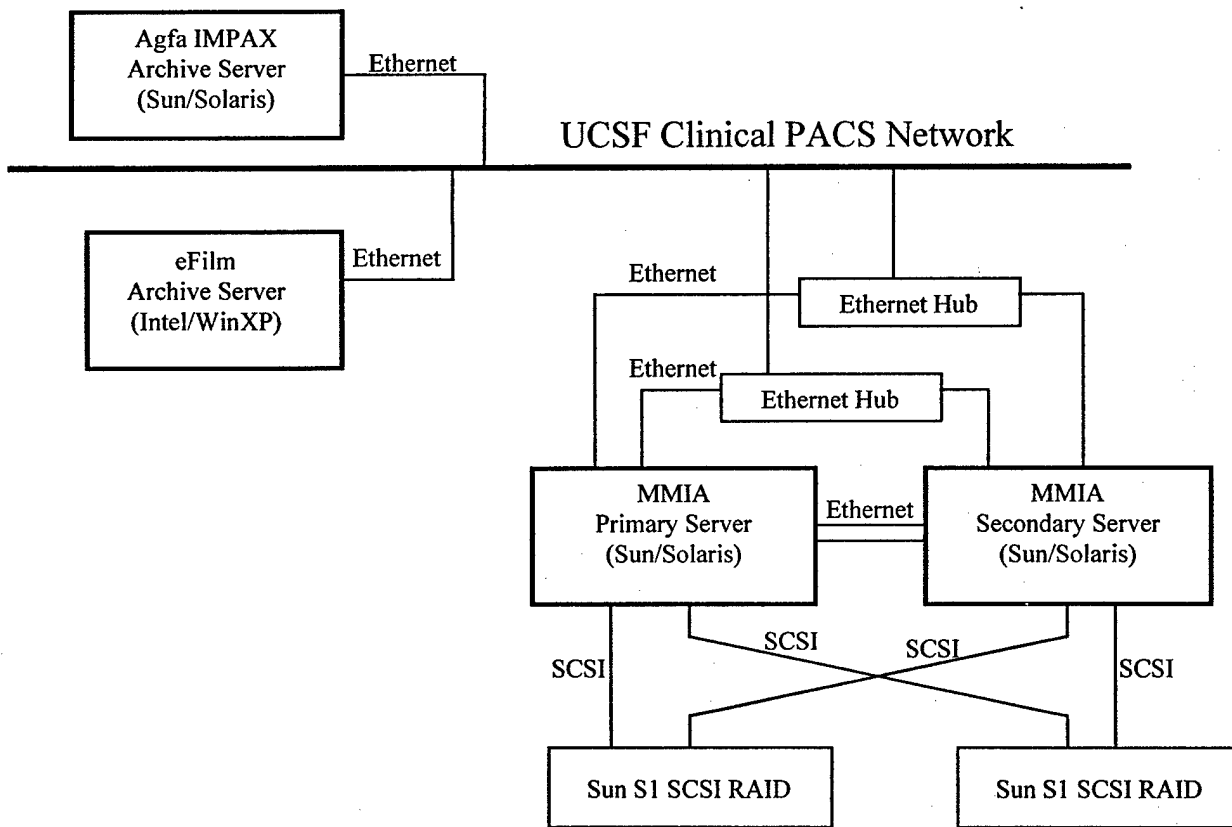 Agfa IMPAX
Archive Server
(Sun/Solaris)
Ethernet
UCSF Clinical PACS Network
eFilm
Archive Server
(Intel/WinXP)
Ethernet
Ethernet
Ethernet Hub
Ethernet
Ethernet Hub
MMIA
Primary Server
(Sun/Solaris)
Ethernet
MMIA
Secondary Server
(Sun/Solaris)
SCSI
SCSI
SCSI
SCSI
Sun S1 SCSI RAID
Sun S1 SCSI RAID